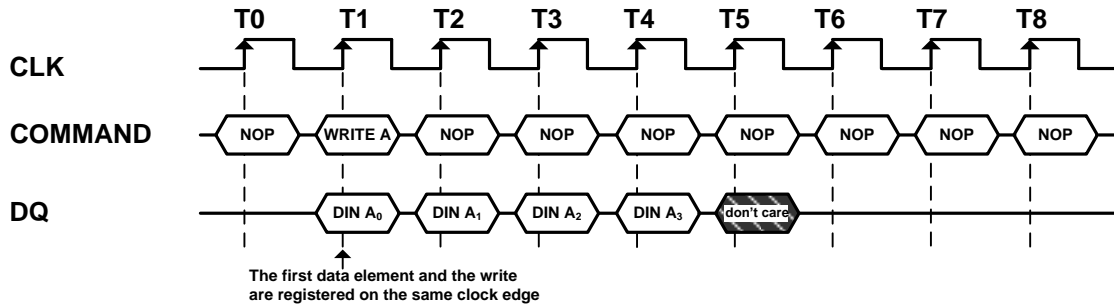 T0 T1 T2 T3 T4 T5 T6 T7 T8
CLK
COMMAND NOP WRITE A NOP NOP NOP NOP NOP NOP NOP
DQ DIN A0 DIN A1 DIN A2 DIN A3 don't care
The first data element and the write
are registered on the same clock edge